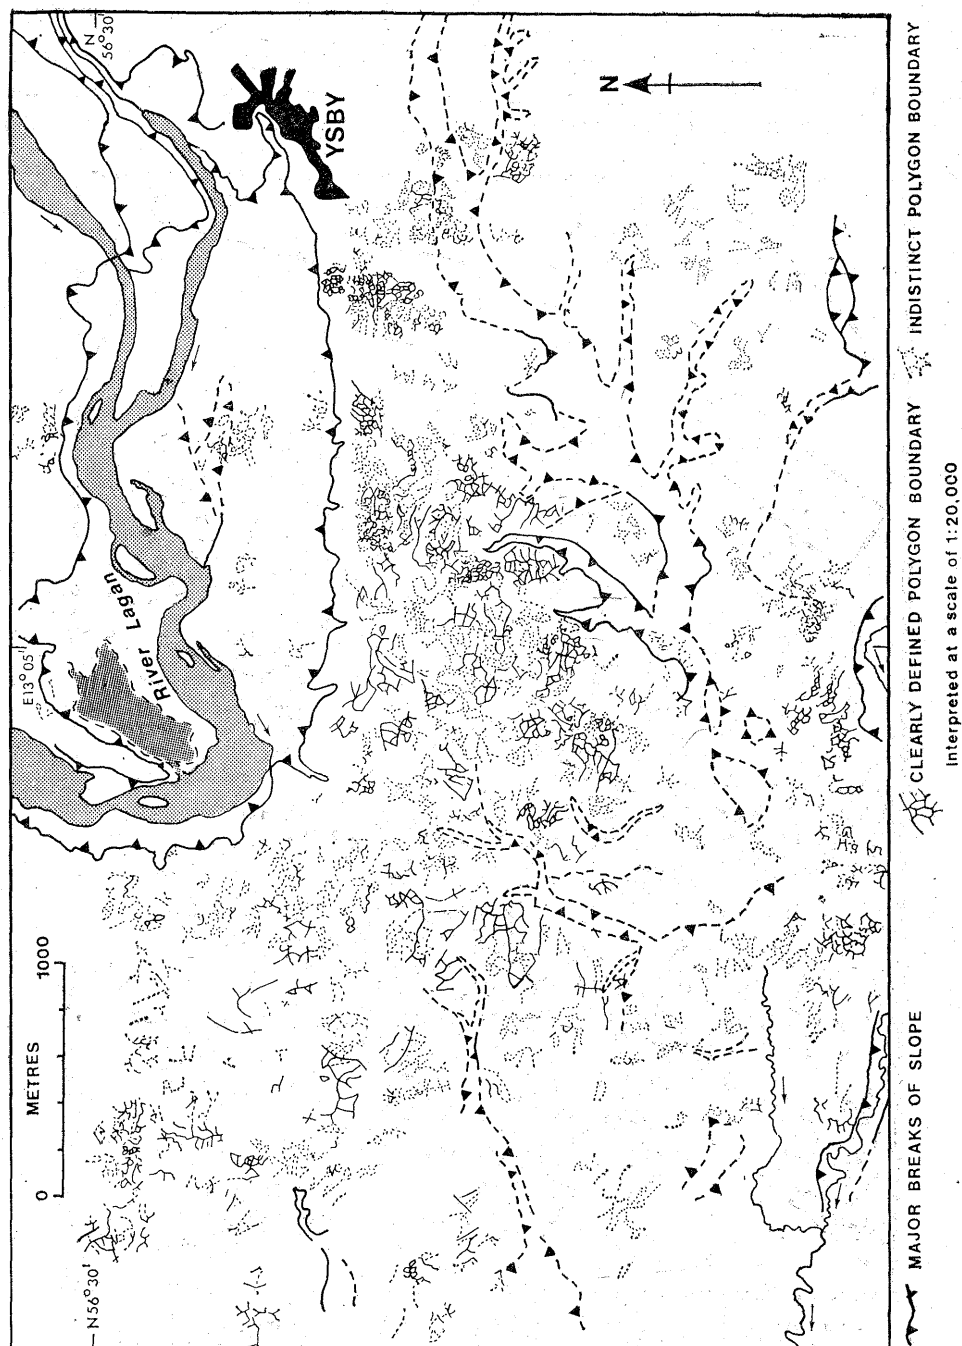 N
56°30'
YSBY
N
River Lagan
E13°05'
METRES
0 1000
N56°30'
MAJOR BREAKS OF SLOPE
CLEARLY DEFINED POLYGON BOUNDARY
INDISTINCT POLYGON BOUNDARY
Interpreted at a scale of 1:20,000